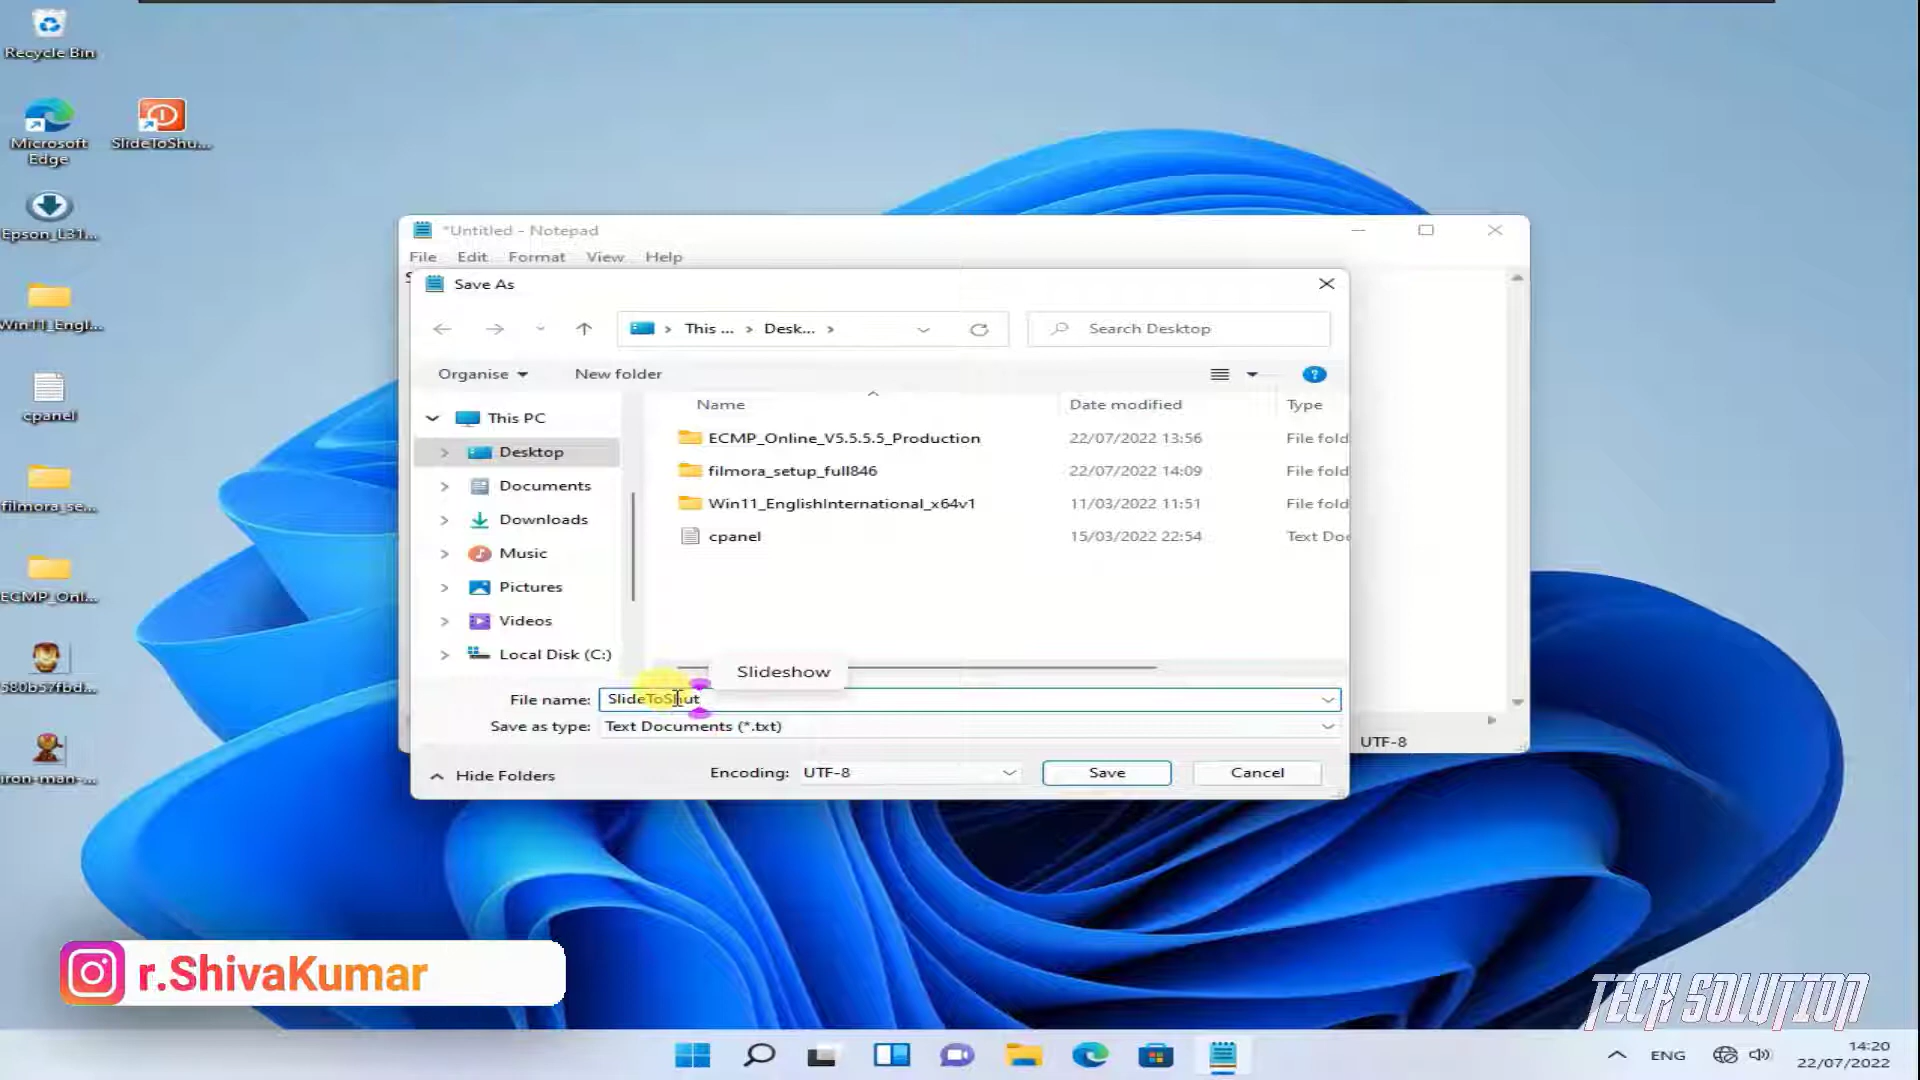 Recycle Bin
Microsoft
Edge
SlideToShu...
Epson_L31...
Win11_Engl...
cpanel
filmora_se...
ECMP_Onl...
580b57fbd...
iron-man-...
*Untitled - Notepad
File Edit Format View Help
S
Save As
This ... > Desk... >
Search Desktop
Organise
New folder
Name
Date modified
Type
This PC
Desktop
Documents
Downloads
Music
Pictures
Videos
Local Disk (C:)
ECMP_Online_V5.5.5.5_Production 22/07/2022 13:56 File fold
filmora_setup_full846 22/07/2022 14:09 File fold
Win11_EnglishInternational_x64v1 11/03/2022 11:51 File fold
cpanel 15/03/2022 22:54 Text Doc
Slideshow
File name: SlideToShut
Save as type: Text Documents (*.txt)
Hide Folders
Encoding: UTF-8
Save
Cancel
UTF-8
r.ShivaKumar
TECH SOLUTION
ENG
14:20
22/07/2022